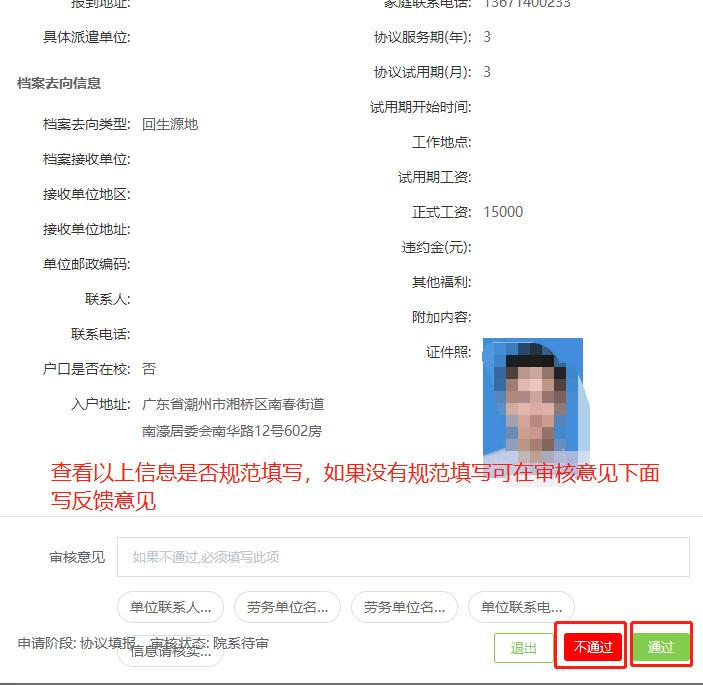 报到地址:
家庭联系电话: 13671400233
具体派遣单位:
协议服务期(年): 3
协议试用期(月): 3
档案去向信息
试用期开始时间:
档案去向类型: 回生源地
工作地点:
档案接收单位:
试用期工资:
接收单位地区:
正式工资: 15000
接收单位地址:
违约金(元):
单位邮政编码:
其他福利:
联系人:
附加内容:
联系电话:
证件照:
户口是否在校: 否
入户地址: 广东省潮州市湘桥区南春街道
南濠居委会南华路12号602房
查看以上信息是否规范填写，如果没有规范填写可在审核意见下面
写反馈意见
审核意见 如果不通过,必须填写此项
单位联系人... 劳务单位名... 劳务单位名... 单位联系电...
申请阶段: 协议填报 审核状态: 院系待审
信息请核实...
退出 不通过 通过